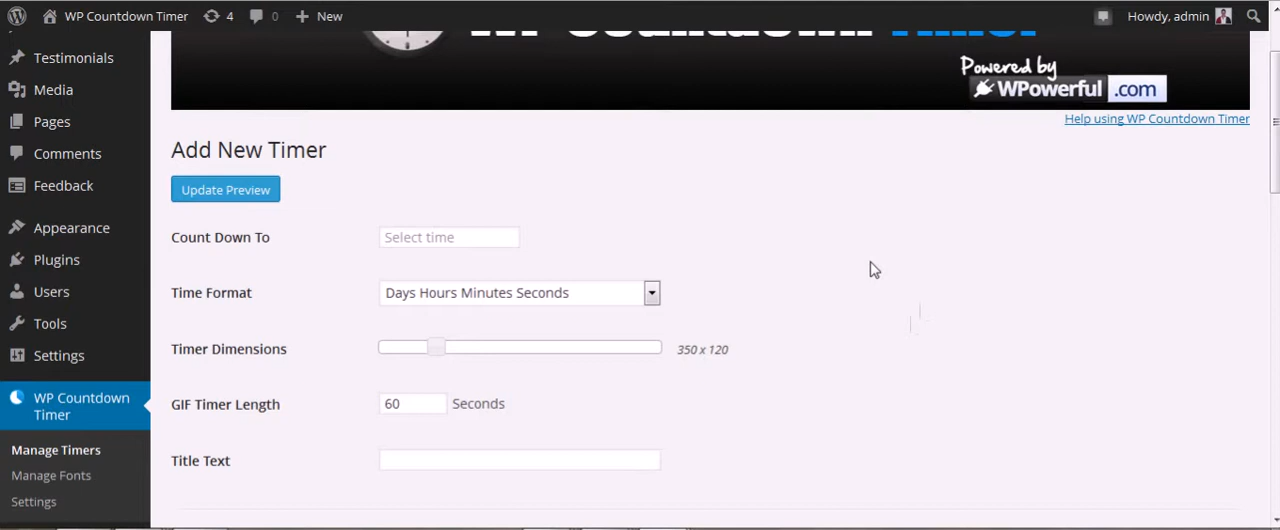 WP Countdown Timer 4 0 New Howdy, admin
WP Countdown Timer
Powered by
WPowerful .com
Help using WP Countdown Timer
Testimonials
Media
Pages
Comments
Feedback
Appearance
Plugins
Users
Tools
Settings
WP Countdown
Timer
Manage Timers
Manage Fonts
Settings
Add New Timer
Update Preview
Count Down To Select time
Time Format Days Hours Minutes Seconds
Timer Dimensions 350 x 120
GIF Timer Length 60 Seconds
Title Text